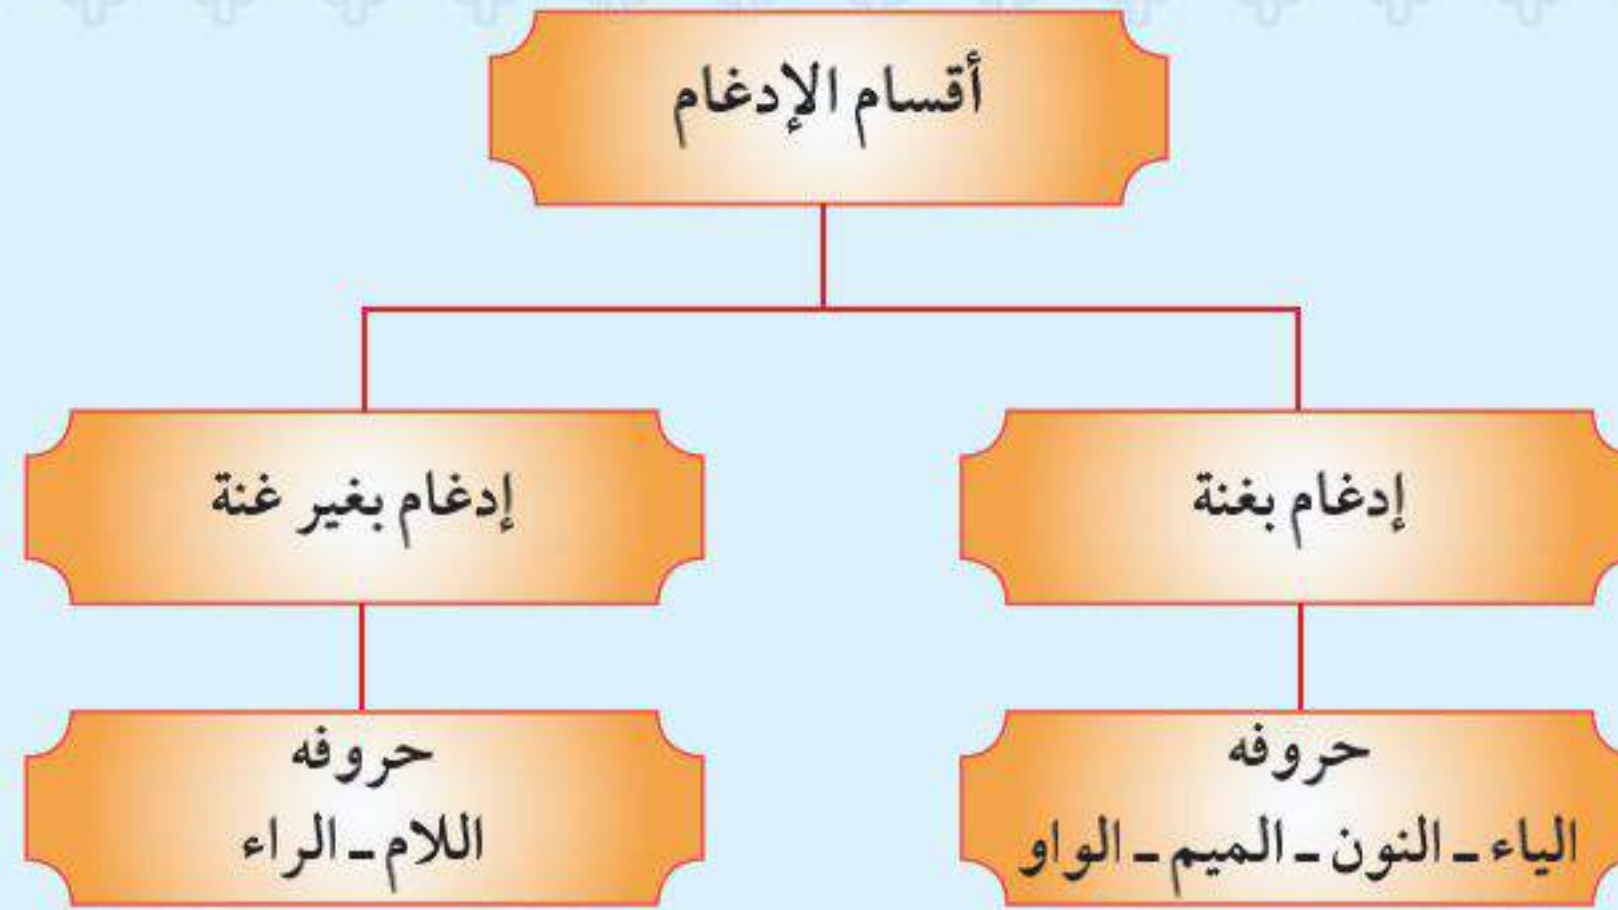 أقسام الإدغام
إدغام بغنة
إدغام بغير غنة
حروفه
الياء ـ النون ـ الميم ـ الواو
حروفه
اللام ـ الراء